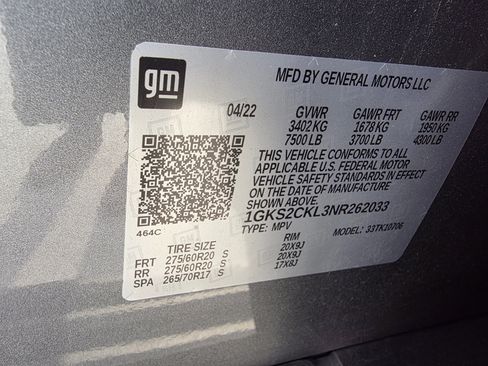 gm
MFD BY GENERAL MOTORS LLC
04/22 GVWR GAWR FRT GAWR RR
3402 KG 1678 KG 1950 KG
7500 LB 3700 LB 4300 LB
THIS VEHICLE CONFORMS TO ALL
APPLICABLE U.S. FEDERAL MOTOR
VEHICLE SAFETY STANDARDS IN EFFECT
ON THE DATE OF MANUFACTURE
SHOWN ABOVE.
1GKS2CKL3NR262033
464C TYPE: MPV MODEL: 33TK10706
TIRE SIZE RIM
FRT 275/60R20 S 20X9J
RR 275/60R20 S 20X9J
SPA 265/70R17 S 17X8J